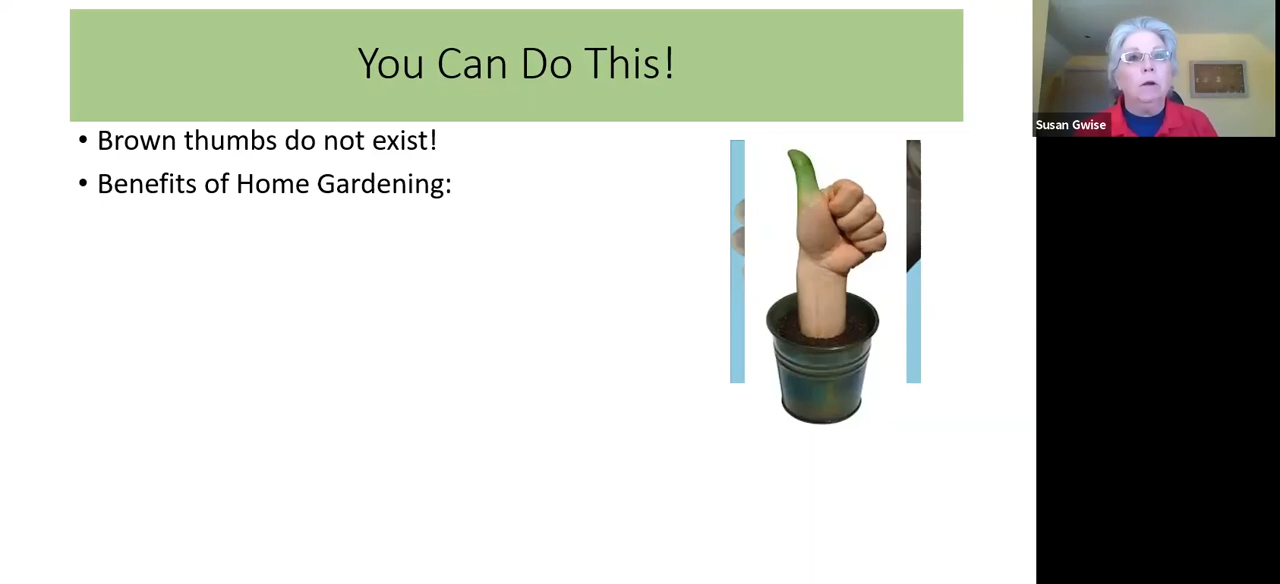 You Can Do This!
• Brown thumbs do not exist!
• Benefits of Home Gardening:
Susan Gwise